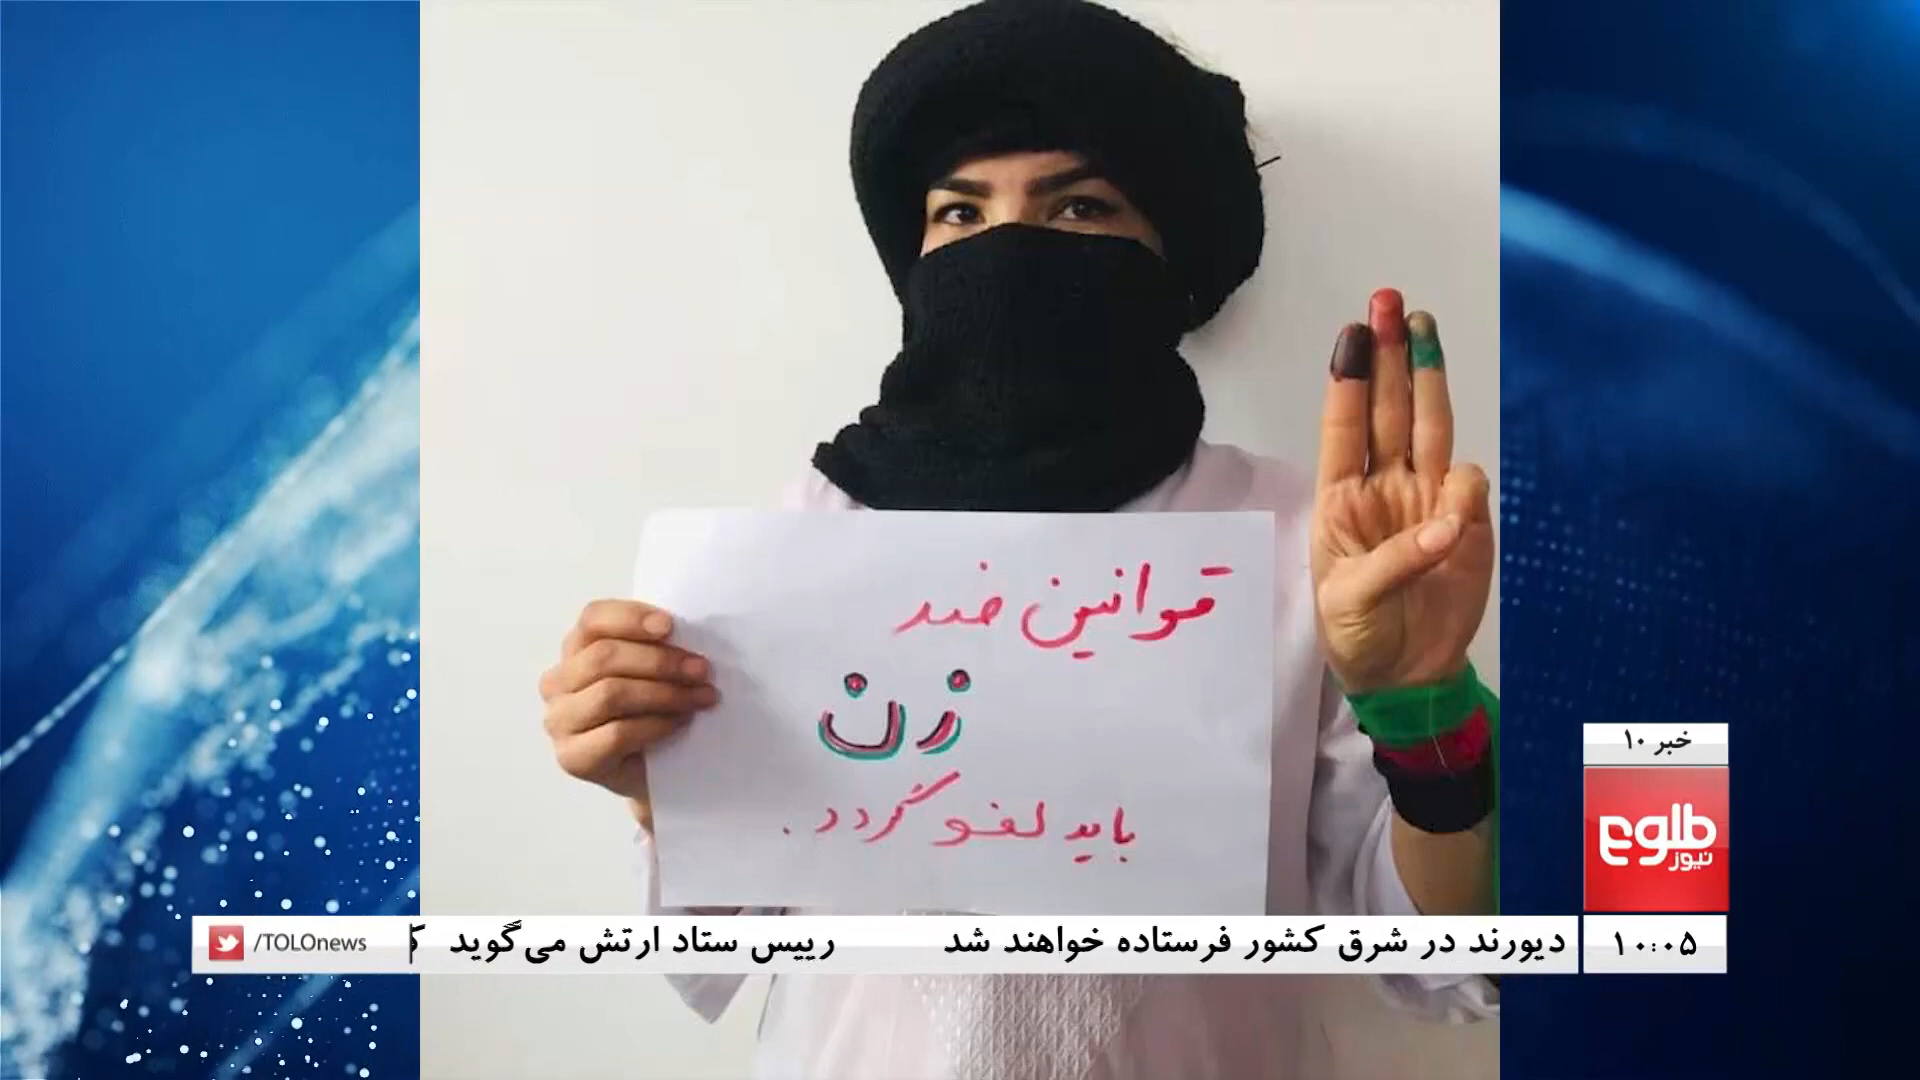 قوانین ضد
زن
باید لغو گردد.
خبر ۱۰
طلوع
نیوز
۱۰:۰۵
دیورند در شرق کشور فرستاده خواهند شد رییس ستاد ارتش می‌گوید
/TOLOnews